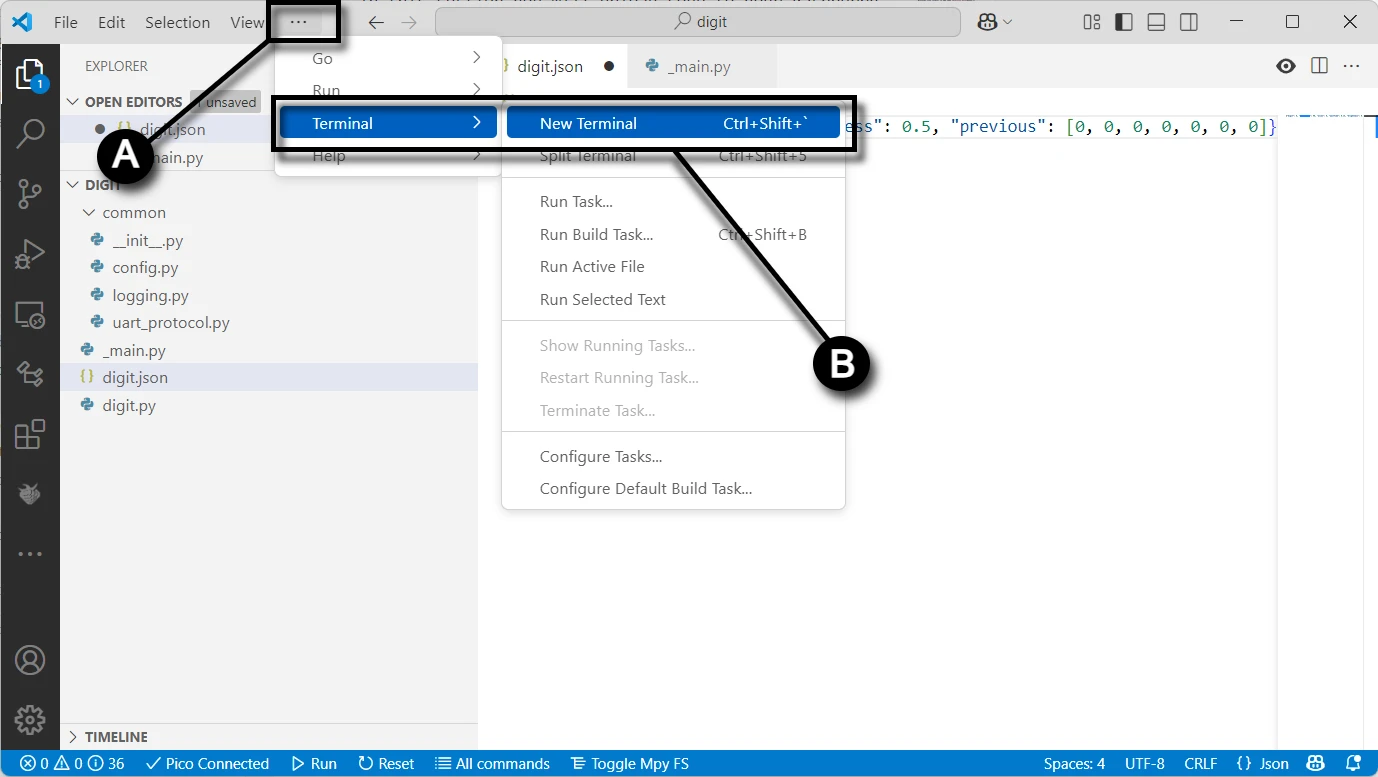 File Edit Selection View ... digit
EXPLORER
digit.json
_main.py
...
OPEN EDITORS unsaved
digit.json
main.py
Go
Run
Terminal
Help
New Terminal Ctrl+Shift+`
Split Terminal Ctrl+Shift+5
Run Task...
Run Build Task... Ctrl+Shift+B
Run Active File
Run Selected Text
Show Running Tasks...
Restart Running Task...
Terminate Task...
Configure Tasks...
Configure Default Build Task...
ess": 0.5, "previous": [0, 0, 0, 0, 0, 0, 0]}
A
B
DIGIT
common
__init__.py
config.py
logging.py
uart_protocol.py
_main.py
{} digit.json
digit.py
TIMELINE
1
0 0 36 Pico Connected Run Reset All commands Toggle Mpy FS Spaces: 4 UTF-8 CRLF {} Json